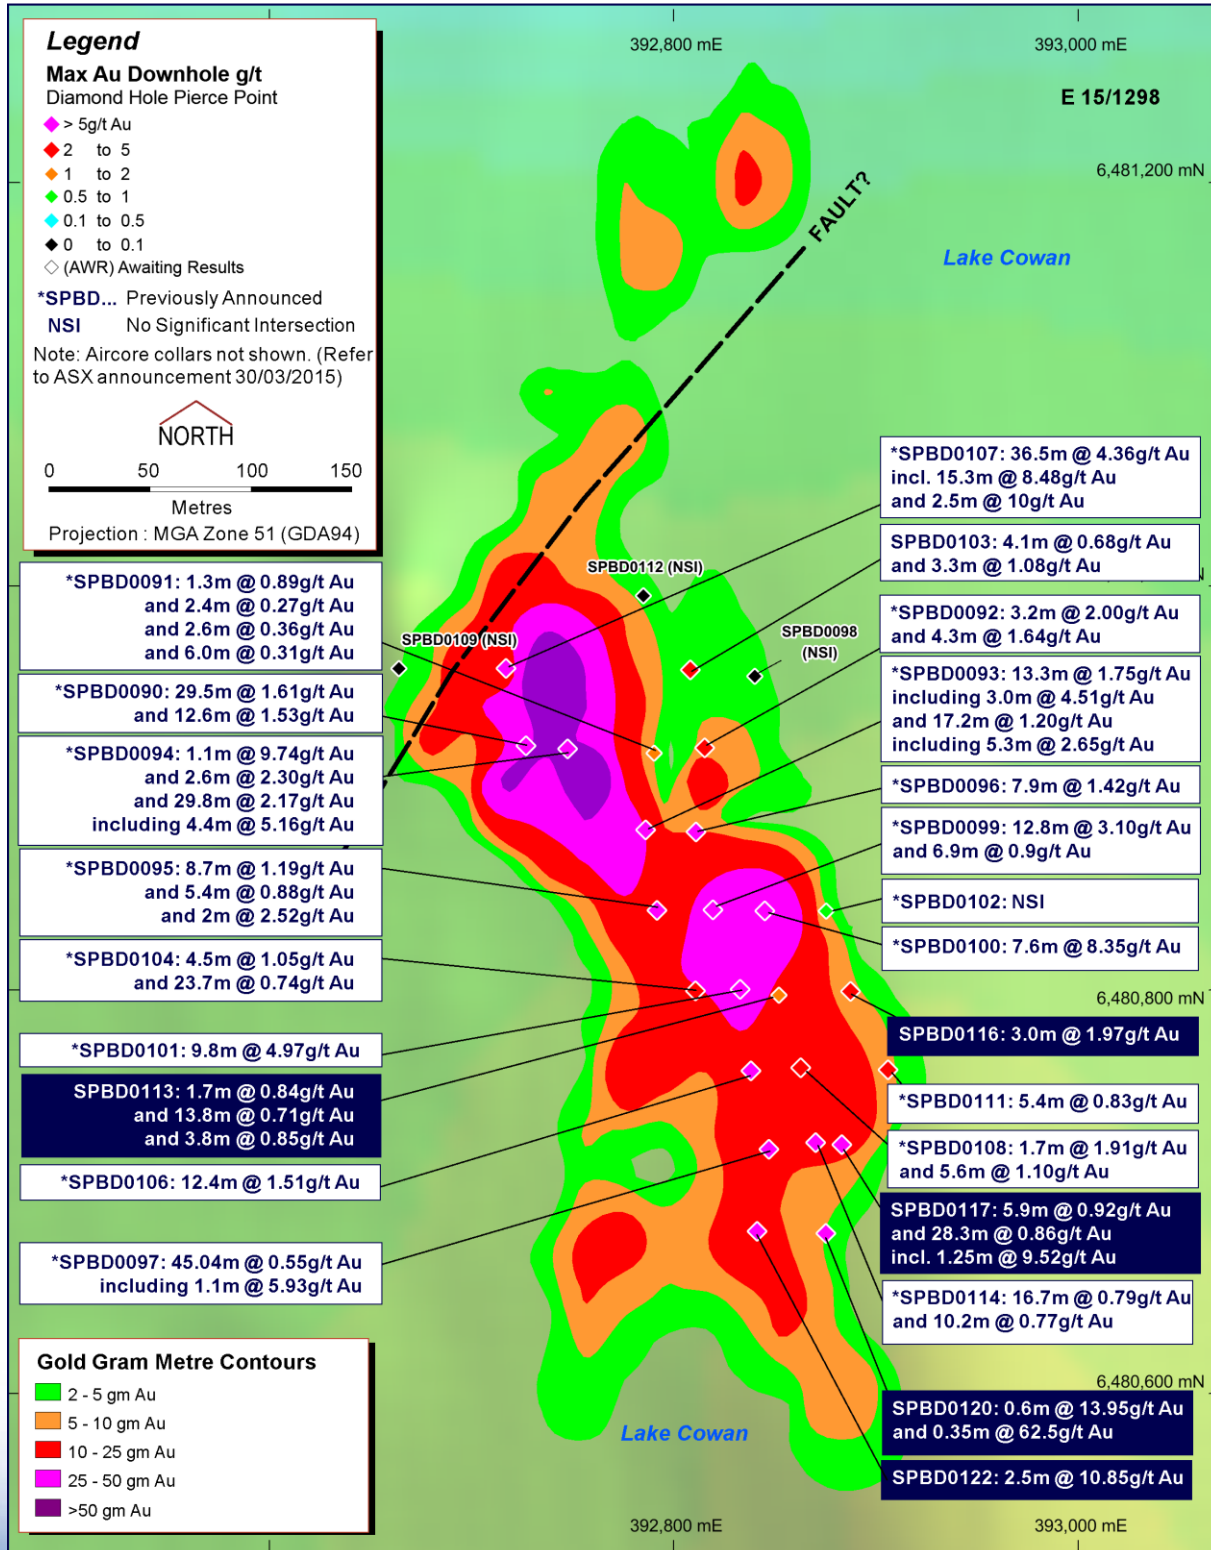 Legend
Max Au Downhole g/t
Diamond Hole Pierce Point
> 5g/t Au
2 to 5
1 to 2
0.5 to 1
0.1 to 0.5
0 to 0.1
(AWR) Awaiting Results
*SPBD... Previously Announced
NSI No Significant Intersection
Note: Aircore collars not shown. (Refer
to ASX announcement 30/03/2015)
NORTH
0 50 100 150
Metres
Projection : MGA Zone 51 (GDA94)
392,800 mE
393,000 mE
E 15/1298
6,481,200 mN
FAULT?
Lake Cowan
*SPBD0107: 36.5m @ 4.36g/t Au
incl. 15.3m @ 8.48g/t Au
and 2.5m @ 10g/t Au
SPBD0103: 4.1m @ 0.68g/t Au
and 3.3m @ 1.08g/t Au
N
*SPBD0092: 3.2m @ 2.00g/t Au
and 4.3m @ 1.64g/t Au
*SPBD0093: 13.3m @ 1.75g/t Au
including 3.0m @ 4.51g/t Au
and 17.2m @ 1.20g/t Au
including 5.3m @ 2.65g/t Au
*SPBD0096: 7.9m @ 1.42g/t Au
*SPBD0099: 12.8m @ 3.10g/t Au
and 6.9m @ 0.9g/t Au
*SPBD0102: NSI
*SPBD0100: 7.6m @ 8.35g/t Au
6,480,800 mN
SPBD0116: 3.0m @ 1.97g/t Au
*SPBD0111: 5.4m @ 0.83g/t Au
*SPBD0108: 1.7m @ 1.91g/t Au
and 5.6m @ 1.10g/t Au
SPBD0117: 5.9m @ 0.92g/t Au
and 28.3m @ 0.86g/t Au
incl. 1.25m @ 9.52g/t Au
*SPBD0114: 16.7m @ 0.79g/t Au
and 10.2m @ 0.77g/t Au
6,480,600 mN
SPBD0120: 0.6m @ 13.95g/t Au
and 0.35m @ 62.5g/t Au
SPBD0122: 2.5m @ 10.85g/t Au
SPBD0112 (NSI)
SPBD0109 (NSI)
SPBD0098
(NSI)
*SPBD0091: 1.3m @ 0.89g/t Au
and 2.4m @ 0.27g/t Au
and 2.6m @ 0.36g/t Au
and 6.0m @ 0.31g/t Au
*SPBD0090: 29.5m @ 1.61g/t Au
and 12.6m @ 1.53g/t Au
*SPBD0094: 1.1m @ 9.74g/t Au
and 2.6m @ 2.30g/t Au
and 29.8m @ 2.17g/t Au
including 4.4m @ 5.16g/t Au
*SPBD0095: 8.7m @ 1.19g/t Au
and 5.4m @ 0.88g/t Au
and 2m @ 2.52g/t Au
*SPBD0104: 4.5m @ 1.05g/t Au
and 23.7m @ 0.74g/t Au
*SPBD0101: 9.8m @ 4.97g/t Au
SPBD0113: 1.7m @ 0.84g/t Au
and 13.8m @ 0.71g/t Au
and 3.8m @ 0.85g/t Au
*SPBD0106: 12.4m @ 1.51g/t Au
*SPBD0097: 45.04m @ 0.55g/t Au
including 1.1m @ 5.93g/t Au
Gold Gram Metre Contours
2 - 5 gm Au
5 - 10 gm Au
10 - 25 gm Au
25 - 50 gm Au
>50 gm Au
Lake Cowan
392,800 mE
393,000 mE